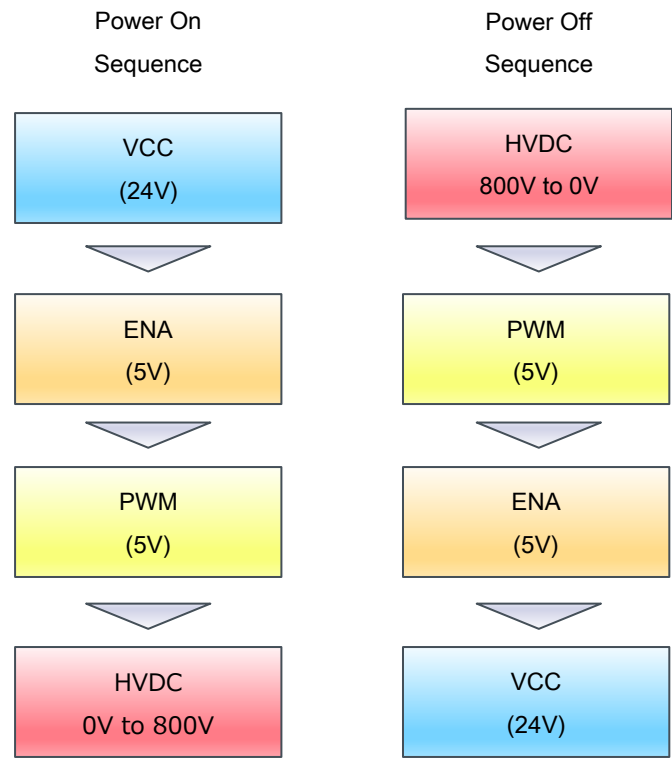 Power On
Sequence
VCC
(24V)
ENA
(5V)
PWM
(5V)
HVDC
0V to 800V
Power Off
Sequence
HVDC
800V to 0V
PWM
(5V)
ENA
(5V)
VCC
(24V)